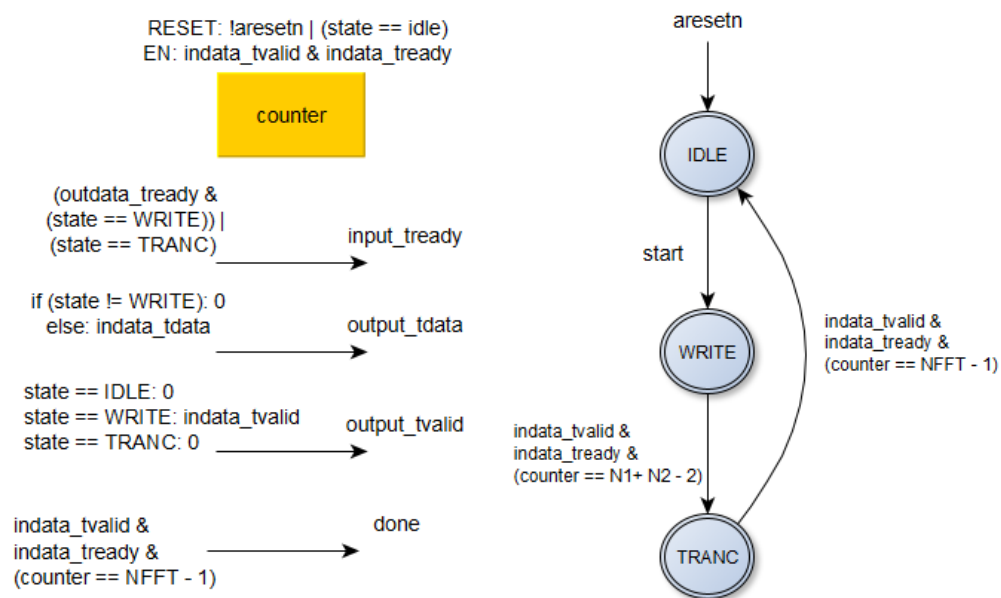 RESET: !aresetn | (state == idle)
EN: indata_tvalid & indata_tready
counter
(outdata_tready &
(state == WRITE)) |
(state == TRANC)
input_tready
if (state != WRITE): 0
else: indata_tdata
output_tdata
state == IDLE: 0
state == WRITE: indata_tvalid
state == TRANC: 0
output_tvalid
indata_tvalid &
indata_tready &
(counter == NFFT - 1)
done
aresetn
IDLE
start
WRITE
indata_tvalid &
indata_tready &
(counter == NFFT - 1)
indata_tvalid &
indata_tready &
(counter == N1+ N2 - 2)
TRANC